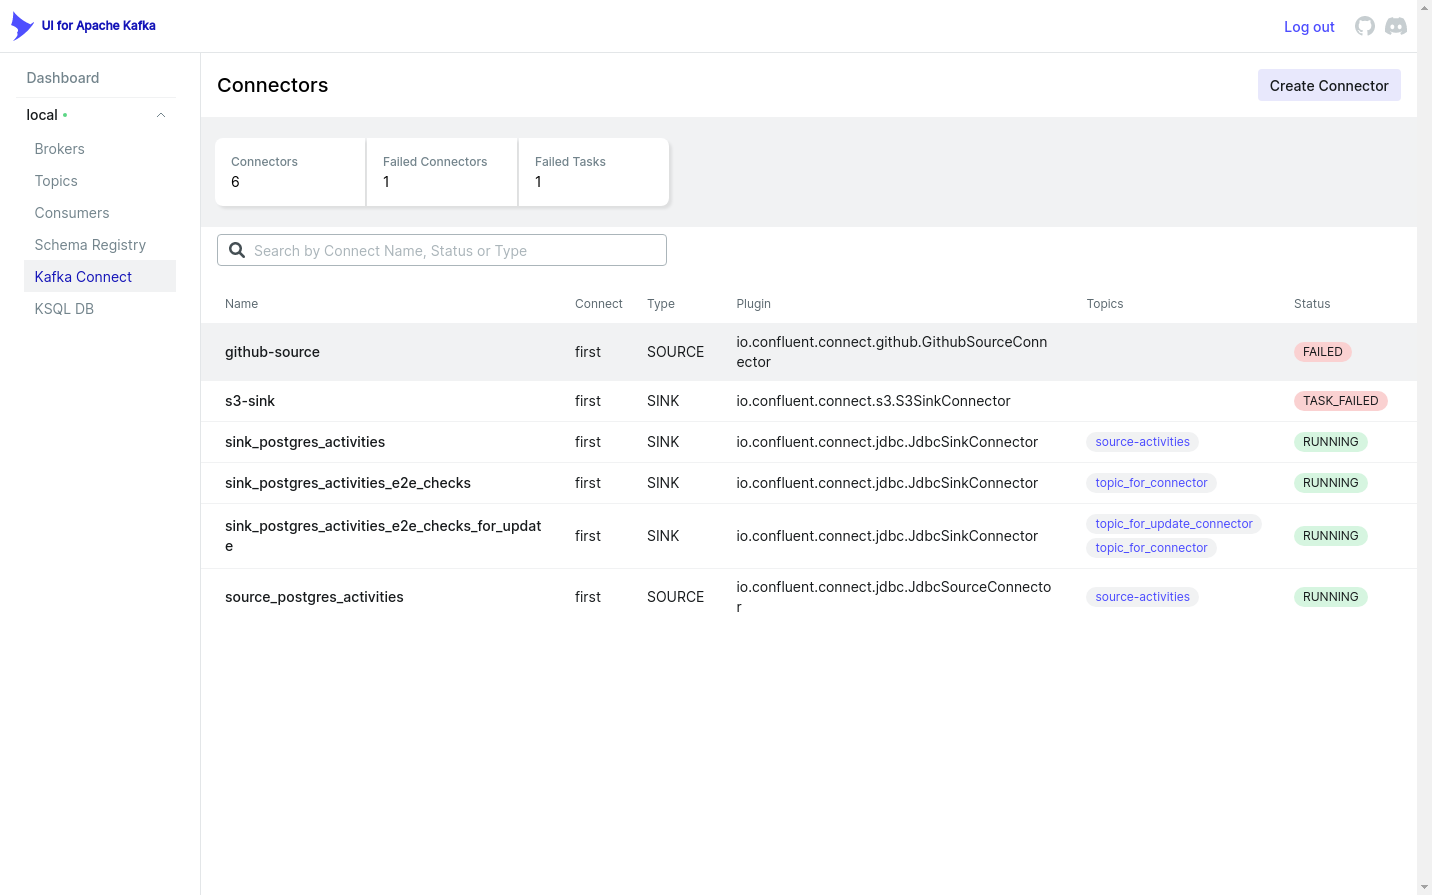 UI for Apache Kafka
Log out
Dashboard
local
Brokers
Topics
Consumers
Schema Registry
Kafka Connect
KSQL DB
Connectors
Create Connector
Connectors
6
Failed Connectors
1
Failed Tasks
1
Search by Connect Name, Status or Type
Name Connect Type Plugin Topics Status
github-source first SOURCE io.confluent.connect.github.GithubSourceConn
ector FAILED
s3-sink first SINK io.confluent.connect.s3.S3SinkConnector TASK_FAILED
sink_postgres_activities first SINK io.confluent.connect.jdbc.JdbcSinkConnector source-activities RUNNING
sink_postgres_activities_e2e_checks first SINK io.confluent.connect.jdbc.JdbcSinkConnector topic_for_connector RUNNING
sink_postgres_activities_e2e_checks_for_updat
e first SINK io.confluent.connect.jdbc.JdbcSinkConnector topic_for_update_connector
topic_for_connector RUNNING
source_postgres_activities first SOURCE io.confluent.connect.jdbc.JdbcSourceConnecto
r source-activities RUNNING